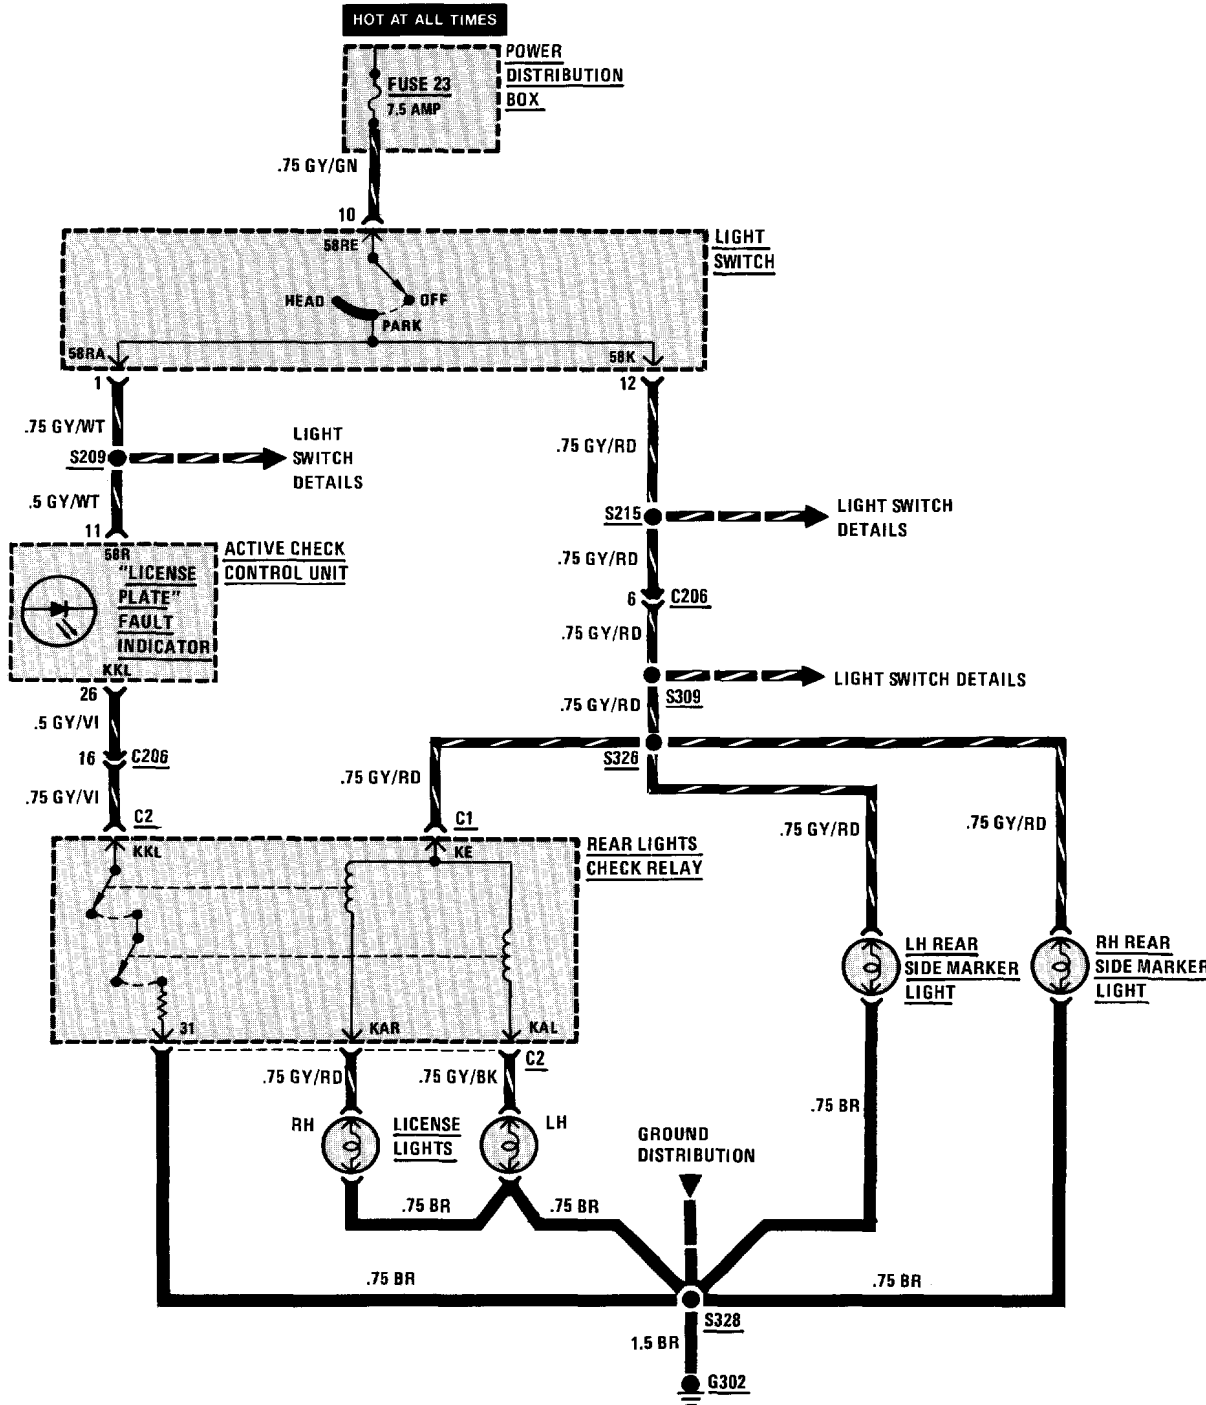 HOT AT ALL TIMES
POWER
DISTRIBUTION
BOX
FUSE 23
7.5 AMP
.75 GY/GN
10
58RE
LIGHT
SWITCH
HEAD
OFF
PARK
58RA
58K
1
12
.75 GY/WT
S209
LIGHT
SWITCH
DETAILS
.75 GY/RD
.5 GY/WT
S215
LIGHT SWITCH
DETAILS
11
58R
ACTIVE CHECK
CONTROL UNIT
"LICENSE
PLATE"
FAULT
INDICATOR
KKL
.75 GY/RD
6
C206
.75 GY/RD
26
.5 GY/VI
S309
LIGHT SWITCH DETAILS
.75 GY/RD
16
C206
S326
.75 GY/VI
.75 GY/RD
.75 GY/RD
.75 GY/RD
C2
C1
KKL
KE
REAR LIGHTS
CHECK RELAY
LH REAR
SIDE MARKER
LIGHT
RH REAR
SIDE MARKER
LIGHT
31
KAR
KAL
C2
.75 GY/RD
.75 GY/BK
RH
LICENSE
LIGHTS
LH
.75 BR
GROUND
DISTRIBUTION
.75 BR
.75 BR
.75 BR
.75 BR
S328
1.5 BR
G302